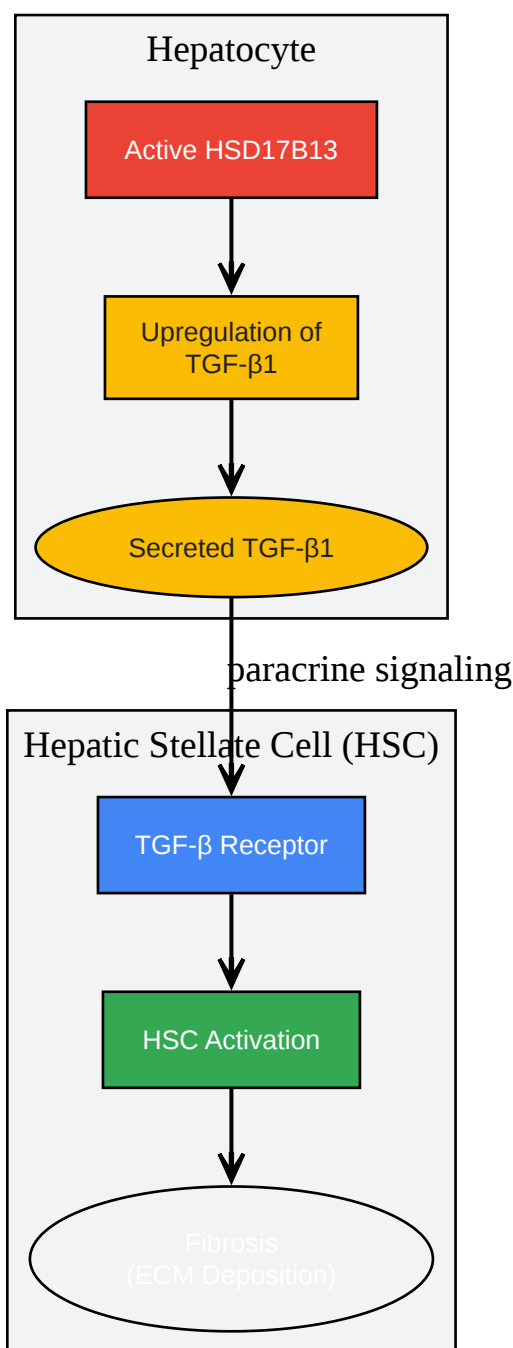 Hepatocyte
Active HSD17B13
Upregulation of
TGF-β1
Secreted TGF-β1
paracrine signaling
Hepatic Stellate Cell (HSC)
TGF-β Receptor
HSC Activation
Fibrosis
(ECM Deposition)